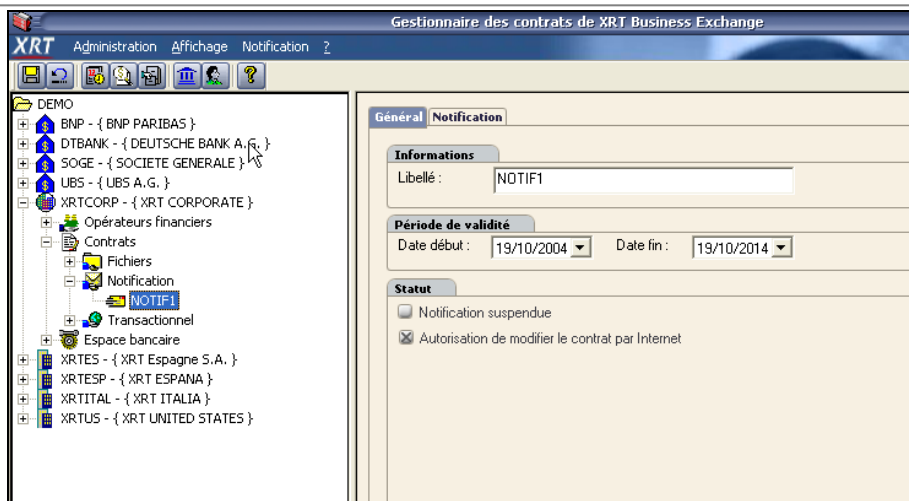 Gestionnaire des contrats de XRT Business Exchange
XRT Administration Affichage Notification ?
DEMO
BNP - { BNP PARIBAS }
DTBANK - { DEUTSCHE BANK A.G. }
SOGE - { SOCIETE GENERALE }
UBS - { UBS A.G. }
XRTCORP - { XRT CORPORATE }
Opérateurs financiers
Contrats
Fichiers
Notification
NOTIF1
Transactionnel
Espace bancaire
XRTES - { XRT Espagne S.A. }
XRTESP - { XRT ESPANA }
XRTITAL - { XRT ITALIA }
XRTUS - { XRT UNITED STATES }
Général Notification
Informations
Libellé : NOTIF1
Période de validité
Date début : 19/10/2004 Date fin : 19/10/2014
Statut
Notification suspendue
Autorisation de modifier le contrat par Internet